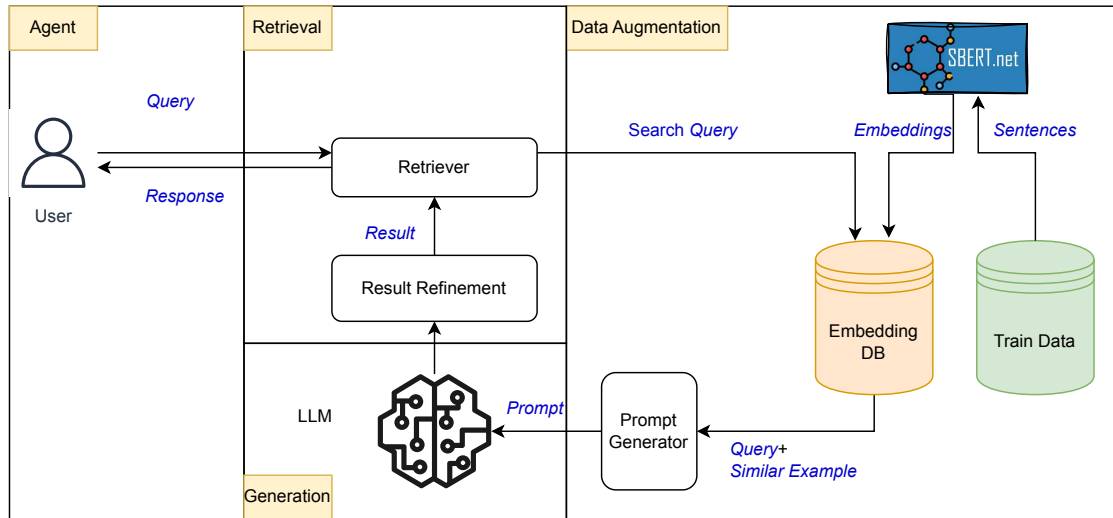 Agent
Retrieval
Data Augmentation
SBERT.net
Query
Search Query
Embeddings
Sentences
Retriever
Response
User
Result
Result Refinement
Embedding
DB
Train Data
LLM
Prompt
Prompt
Generator
Query+
Similar Example
Generation